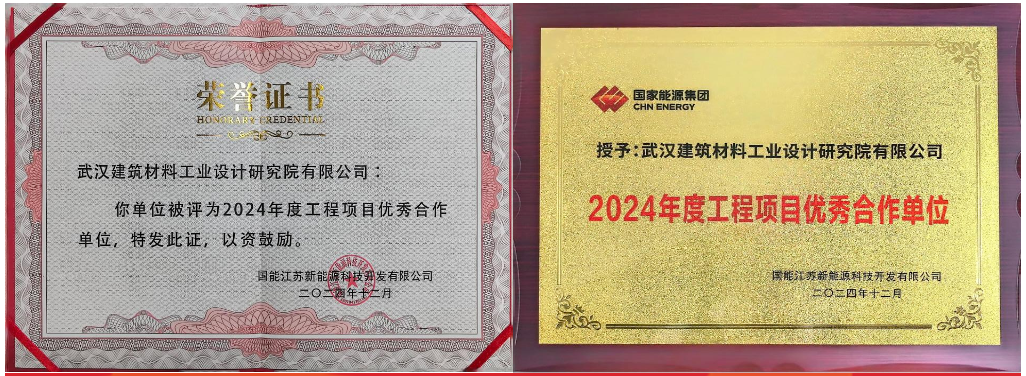 荣誉证书
HONORARY CREDENTIAL
武汉建筑材料工业设计研究院有限公司：
你单位被评为2024年度工程项目优秀合作
单位，特发此证，以资鼓励。
国能江苏新能源科技开发有限公司
二〇二四年十二月
国家能源集团
CHN ENERGY
授予：武汉建筑材料工业设计研究院有限公司
2024年度工程项目优秀合作单位
国能江苏新能源科技开发有限公司
二〇二四年十二月